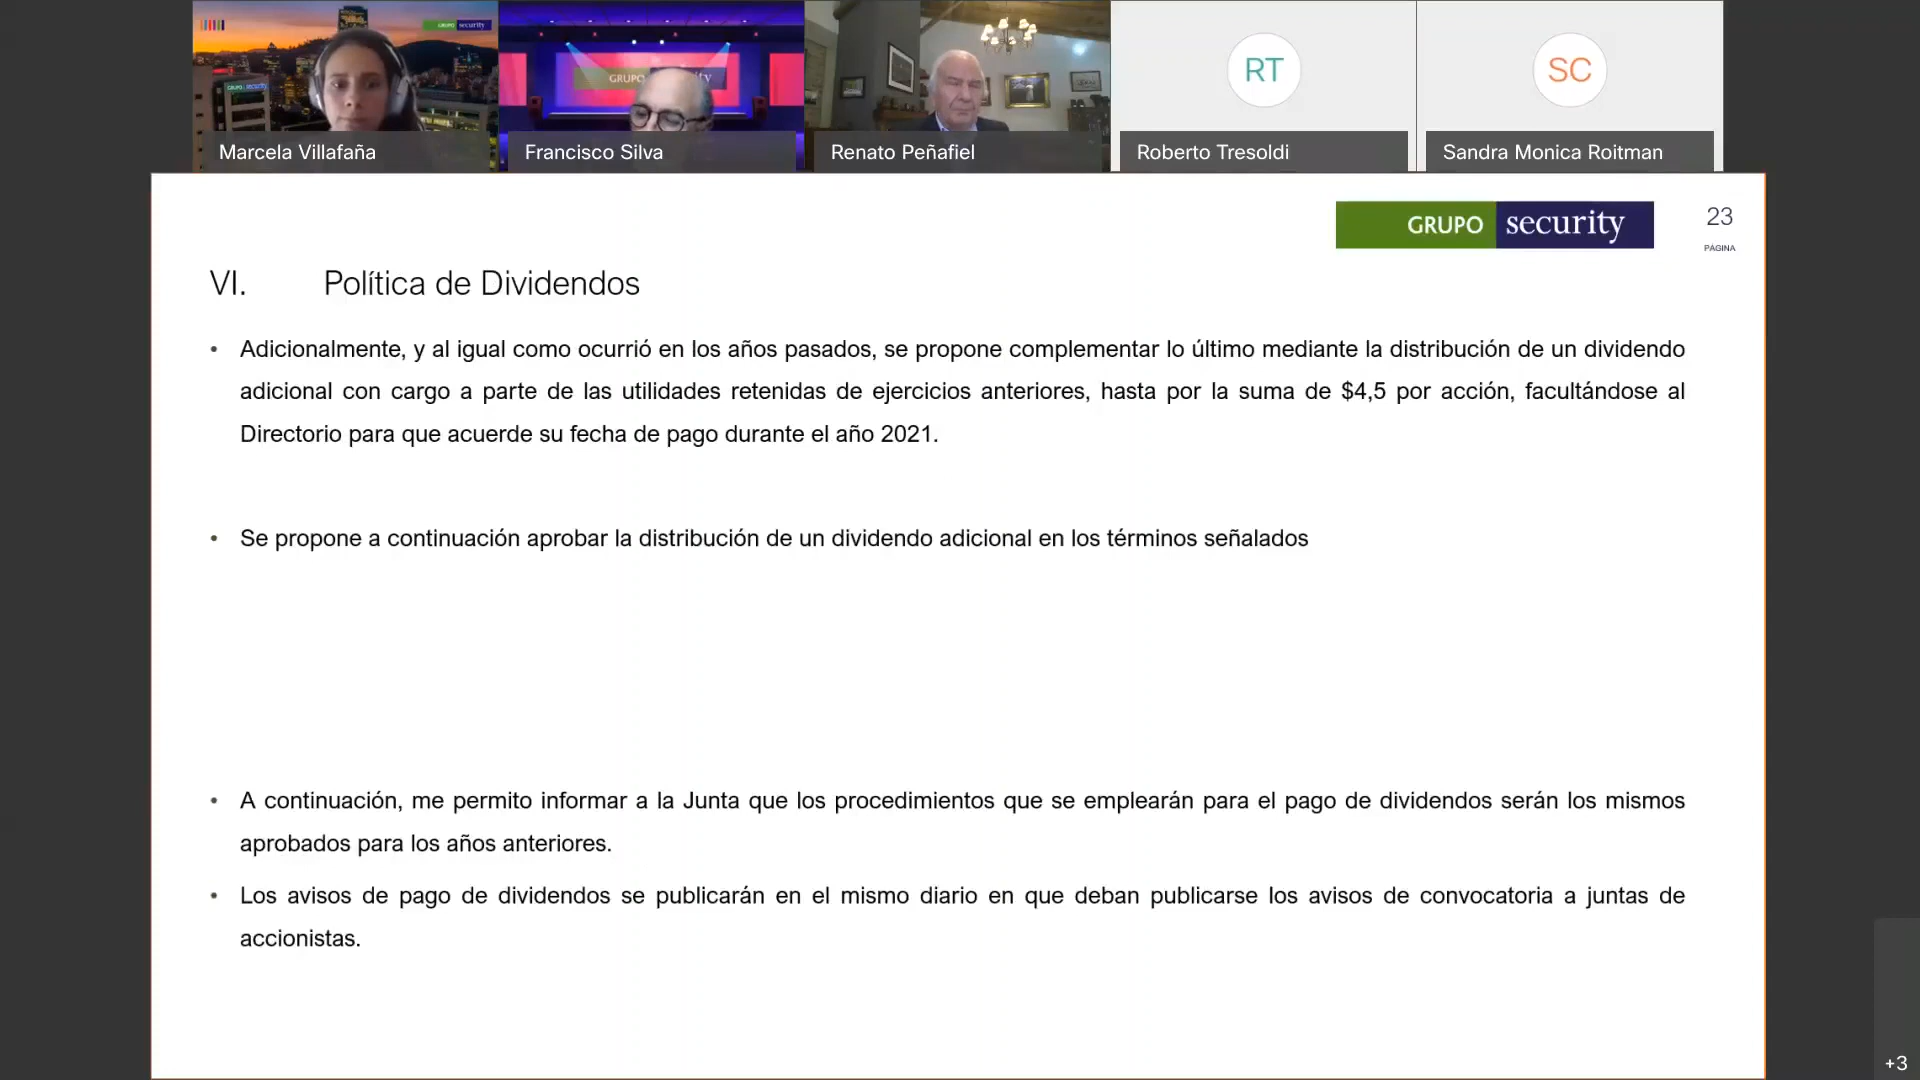 GRUPO security
GRUPO security
GRUPO
Marcela Villafaña
Francisco Silva
Renato Peñafiel
RT
Roberto Tresoldi
SC
Sandra Monica Roitman
GRUPO security
23
PÁGINA
VI. Política de Dividendos
• Adicionalmente, y al igual como ocurrió en los años pasados, se propone complementar lo último mediante la distribución de un dividendo
adicional con cargo a parte de las utilidades retenidas de ejercicios anteriores, hasta por la suma de $4,5 por acción, facultándose al
Directorio para que acuerde su fecha de pago durante el año 2021.
• Se propone a continuación aprobar la distribución de un dividendo adicional en los términos señalados
• A continuación, me permito informar a la Junta que los procedimientos que se emplearán para el pago de dividendos serán los mismos
aprobados para los años anteriores.
• Los avisos de pago de dividendos se publicarán en el mismo diario en que deban publicarse los avisos de convocatoria a juntas de
accionistas.
+3